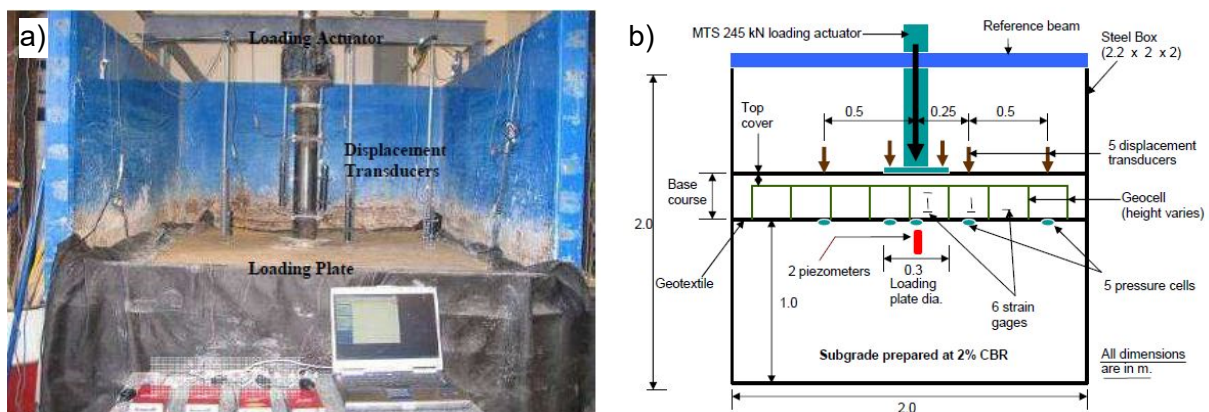 a)
Loading Actuator
Displacement
Transducers
Loading Plate
b)
MTS 245 kN loading actuator
Reference beam
Steel Box
(2.2 x 2 x 2)
Top
cover
0.5
0.25
0.5
5 displacement
transducers
Base
course
Geocell
(height varies)
2.0
Geotextile
2 piezometers
0.3
Loading
plate dia.
6 strain
gages
5 pressure cells
1.0
Subgrade prepared at 2% CBR
All dimensions
are in m.
2.0